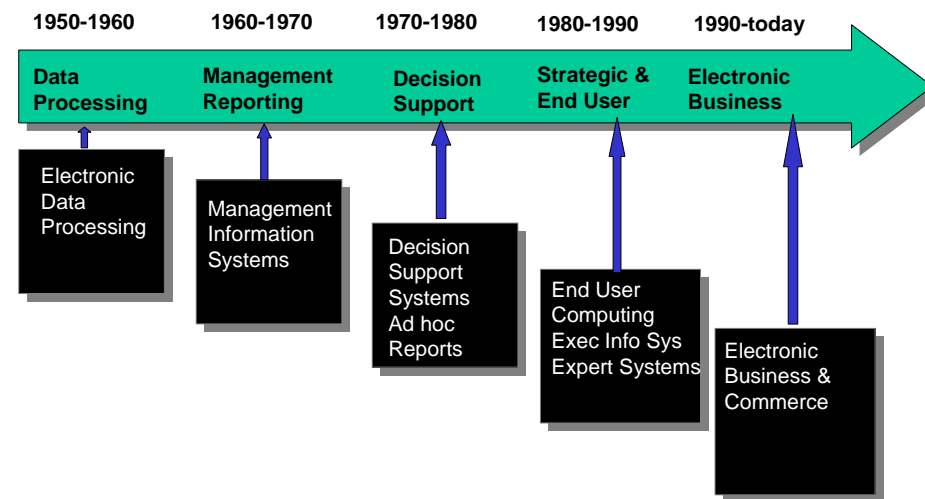 1950-1960
1960-1970
1970-1980
1980-1990
1990-today
Data
Processing
Management
Reporting
Decision
Support
Strategic &
End User
Electronic
Business
Electronic
Data
Processing
Management
Information
Systems
Decision
Support
Systems
Ad hoc
Reports
End User
Computing
Exec Info Sys
Expert Systems
Electronic
Business &
Commerce